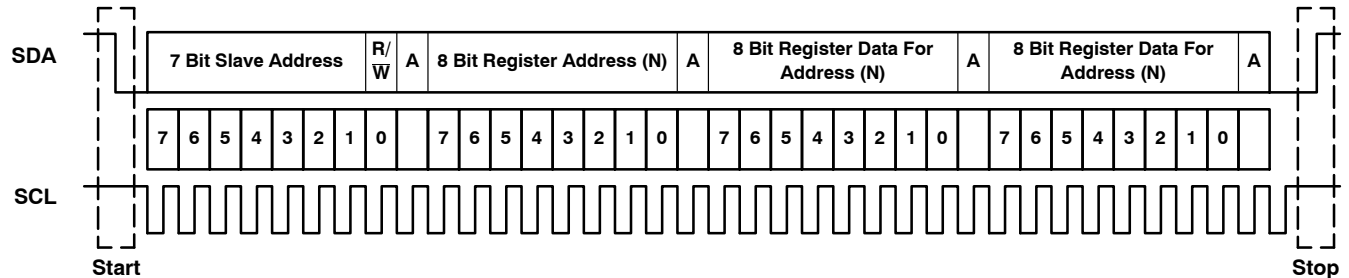 SDA
7 Bit Slave Address
R/
W
A
8 Bit Register Address (N)
A
8 Bit Register Data For
Address (N)
A
8 Bit Register Data For
Address (N)
A
7 6 5 4 3 2 1 0 7 6 5 4 3 2 1 0 7 6 5 4 3 2 1 0 7 6 5 4 3 2 1 0
SCL
Start
Stop